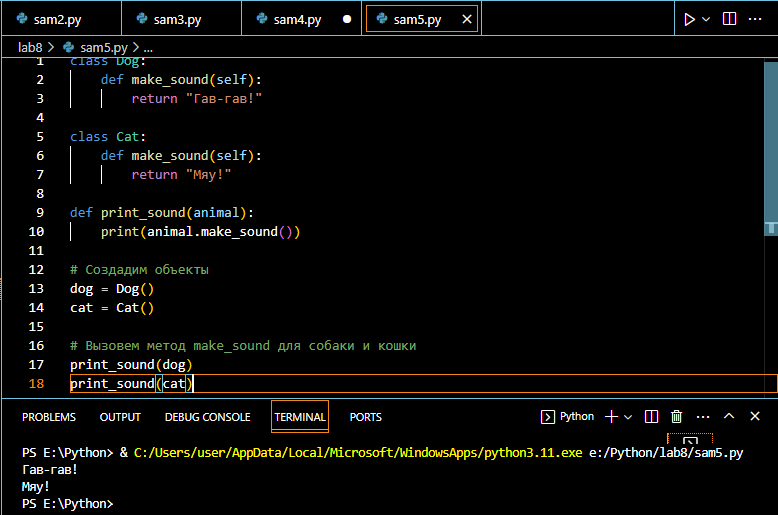 sam2.py sam3.py sam4.py sam5.py
lab8 > sam5.py > ...
1 class Dog:
2     def make_sound(self):
3         return "Гав-гав!"
4
5 class Cat:
6     def make_sound(self):
7         return "Мяу!"
8
9 def print_sound(animal):
10     print(animal.make_sound())
11
12 # Создадим объекты
13 dog = Dog()
14 cat = Cat()
15
16 # Вызовем метод make_sound для собаки и кошки
17 print_sound(dog)
18 print_sound(cat)
PROBLEMS OUTPUT DEBUG CONSOLE TERMINAL PORTS Python
PS E:\Python> & C:/Users/user/AppData/Local/Microsoft/WindowsApps/python3.11.exe e:/Python/lab8/sam5.py
Гав-гав!
Мяу!
PS E:\Python>